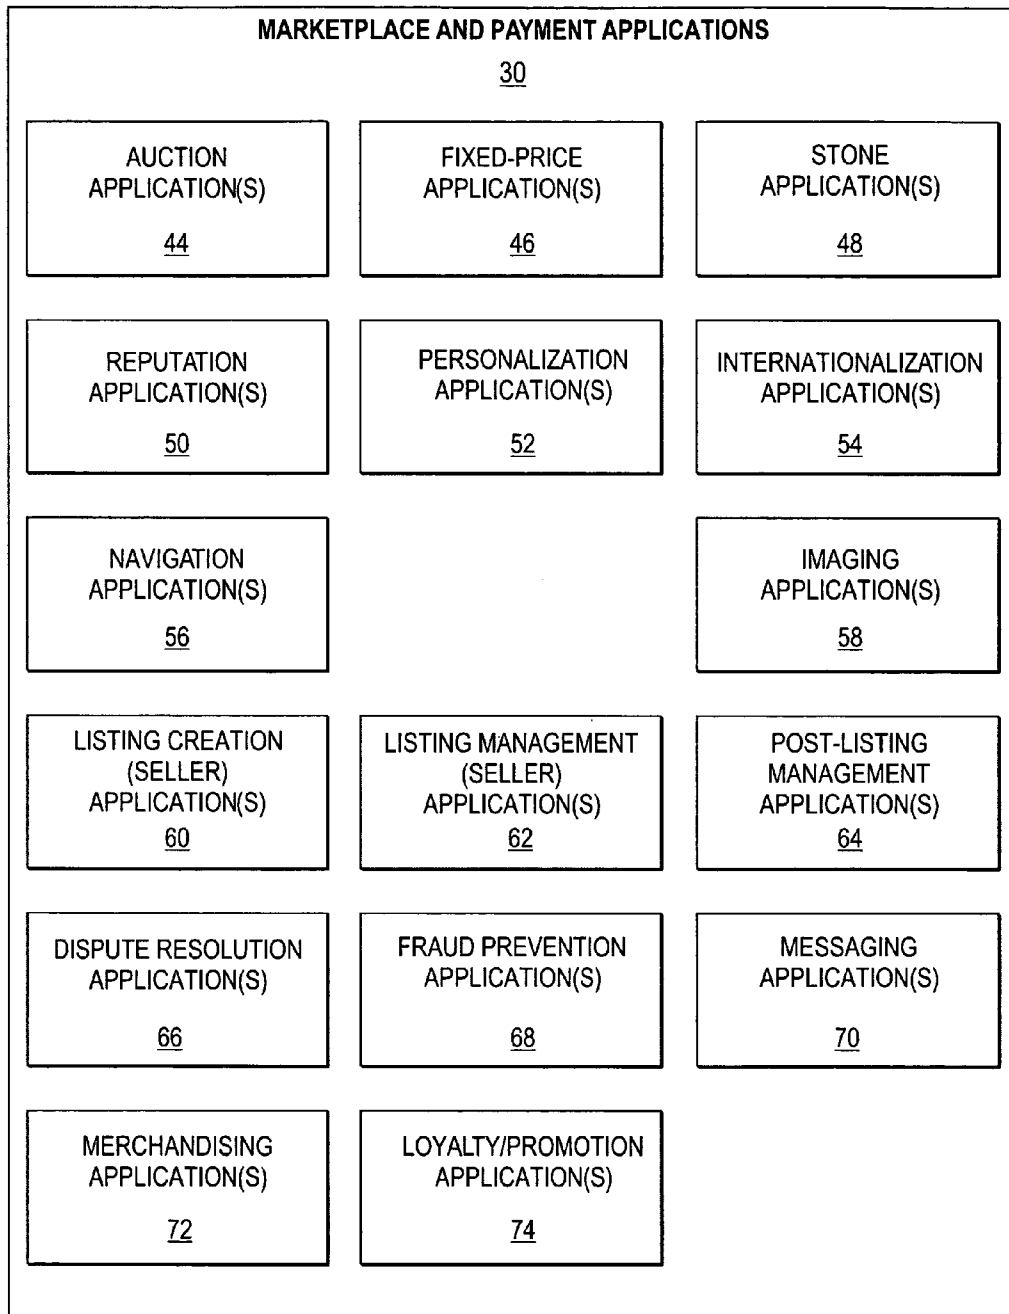 MARKETPLACE AND PAYMENT APPLICATIONS
30
AUCTION
APPLICATION(S)
44
FIXED-PRICE
APPLICATION(S)
46
STONE
APPLICATION(S)
48
REPUTATION
APPLICATION(S)
50
PERSONALIZATION
APPLICATION(S)
52
INTERNATIONALIZATION
APPLICATION(S)
54
NAVIGATION
APPLICATION(S)
56
IMAGING
APPLICATION(S)
58
LISTING CREATION
(SELLER)
APPLICATION(S)
60
LISTING MANAGEMENT
(SELLER)
APPLICATION(S)
62
POST-LISTING
MANAGEMENT
APPLICATION(S)
64
DISPUTE RESOLUTION
APPLICATION(S)
66
FRAUD PREVENTION
APPLICATION(S)
68
MESSAGING
APPLICATION(S)
70
MERCHANDISING
APPLICATION(S)
72
LOYALTY/PROMOTION
APPLICATION(S)
74